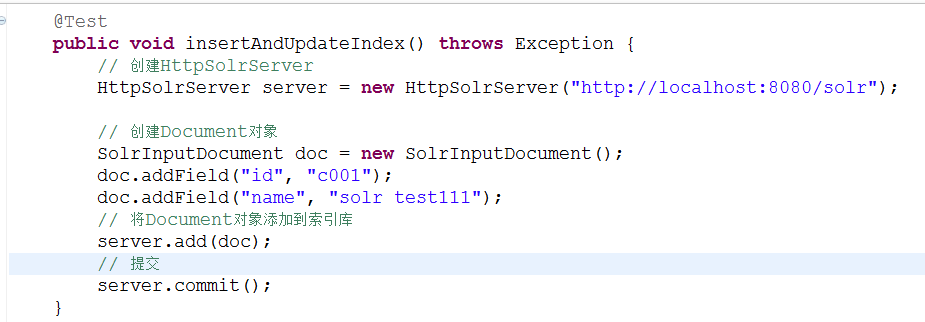 @Test
public void insertAndUpdateIndex() throws Exception {
// 创建HttpSolrServer
HttpSolrServer server = new HttpSolrServer("http://localhost:8080/solr");
// 创建Document对象
SolrInputDocument doc = new SolrInputDocument();
doc.addField("id", "c001");
doc.addField("name", "solr test111");
// 将Document对象添加到索引库
server.add(doc);
// 提交
server.commit();
}